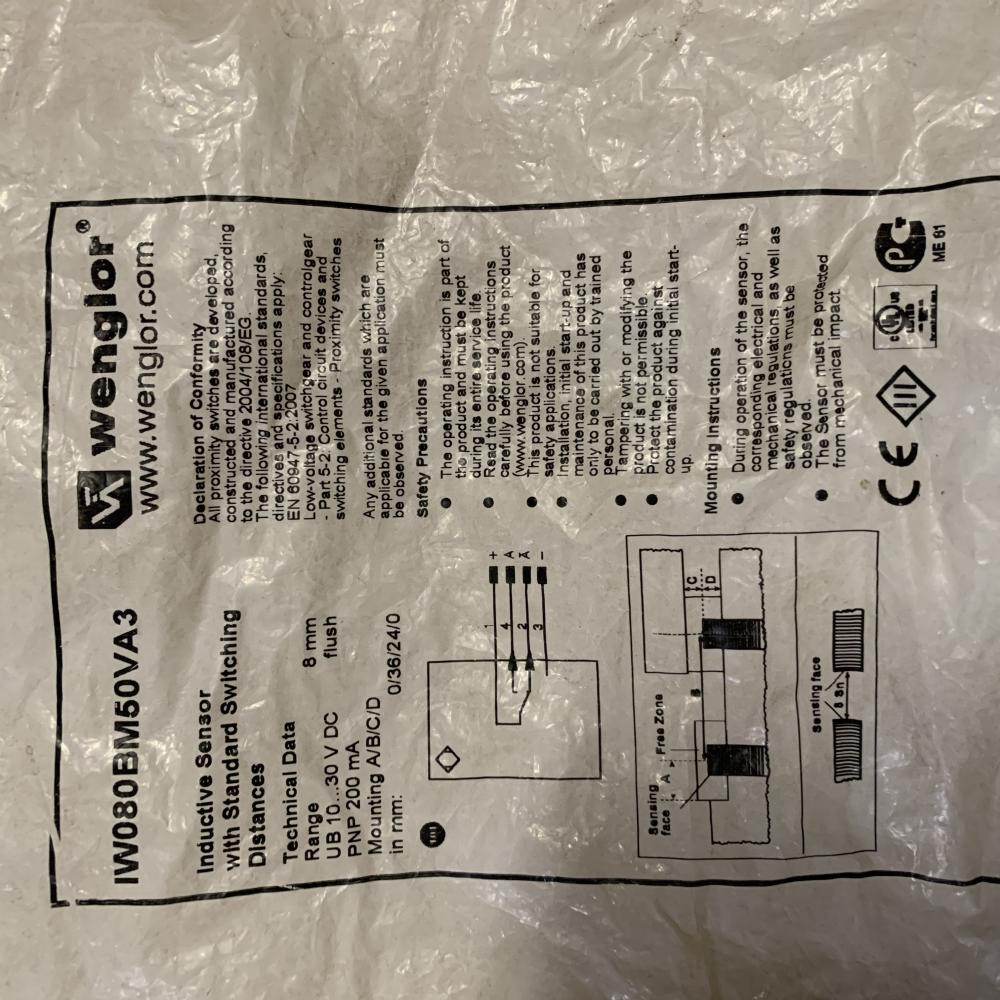 IW080BM50VA3
Inductive Sensor
with Standard Switching
Distances
Technical Data
Range 8 mm
UB 10...30 V DC flush
PNP 200 mA
Mounting A/B/C/D
in mm: 0/36/24/0
1 +
4 A
2 A̅
3 −
Sensing
face
A
Free Zone
B
C
D
Sensing face
8 Sn
wenglor®
www.wenglor.com
Declaration of Conformity
All proximity switches are developed,
constructed and manufactured according
to the directive 2004/108/EG.
The following international standards,
directives and specifications apply:
EN 60947-5-2:2007
Low-voltage switchgear and controlgear
- Part 5-2: Control circuit devices and
switching elements - Proximity switches
Any additional standards which are
applicable for the given application must
be observed.
Safety Precautions
• The operating instruction is part of
the product and must be kept
during its entire service life.
• Read the operating instructions
carefully before using the product
(www.wenglor.com).
• This product is not suitable for
safety applications.
• Installation, initial start-up and
maintenance of this product has
only to be carried out by trained
personal.
• Tampering with or modifying the
product is not permissible.
• Protect the product against
contamination during initial start-
up.
Mounting Instructions
• During operation of the sensor, the
corresponding electrical and
mechanical regulations as well as
safety regulations must be
observed.
• The Sensor must be protected
from mechanical impact.
CE
III
c UL us
PG
ME 61